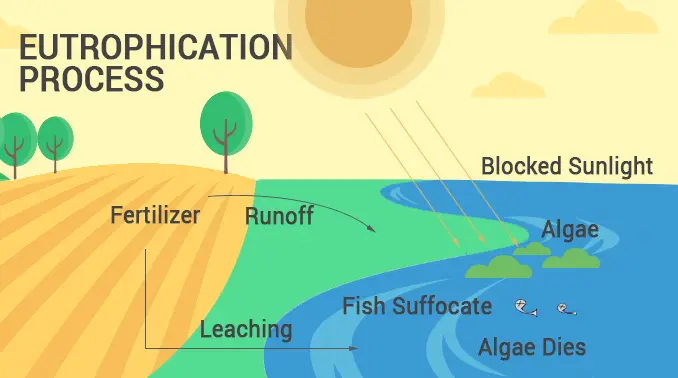 EUTROPHICATION
PROCESS
Blocked Sunlight
Fertilizer
Runoff
Algae
Fish Suffocate
Leaching
Algae Dies